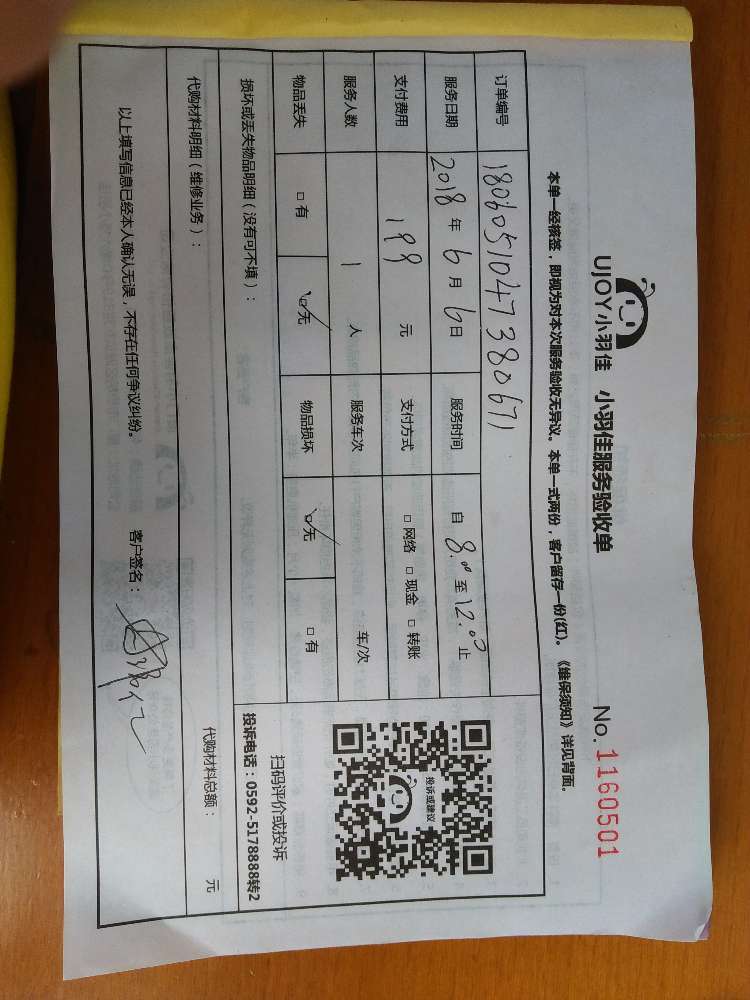 UJOY小羽佳 小羽佳服务验收单 No. 1160501
本单一经核签，即视为对本次服务验收无异议。本单一式两份，客户留存一份(红)。《维保须知》详见背面。
订单编号 1806051047380671
服务日期 2018 年 6 月 6 日 服务时间 自 8:00 至 12:00 止
支付费用 199 元 支付方式 □ 网络 □ 现金 □ 转账
服务人数 1 人 服务车次 车/次
物品丢失 □ 有 ☑ 无 物品损坏 ☑ 无 □ 有
投诉或建议
扫码评价或投诉
投诉电话：0592-5178888转2
损坏或丢失物品明细（没有可不填）：
代购材料明细（维修业务）： 代购材料总额： 元
以上填写信息已经本人确认无误，不存在任何争议纠纷。 客户签名：